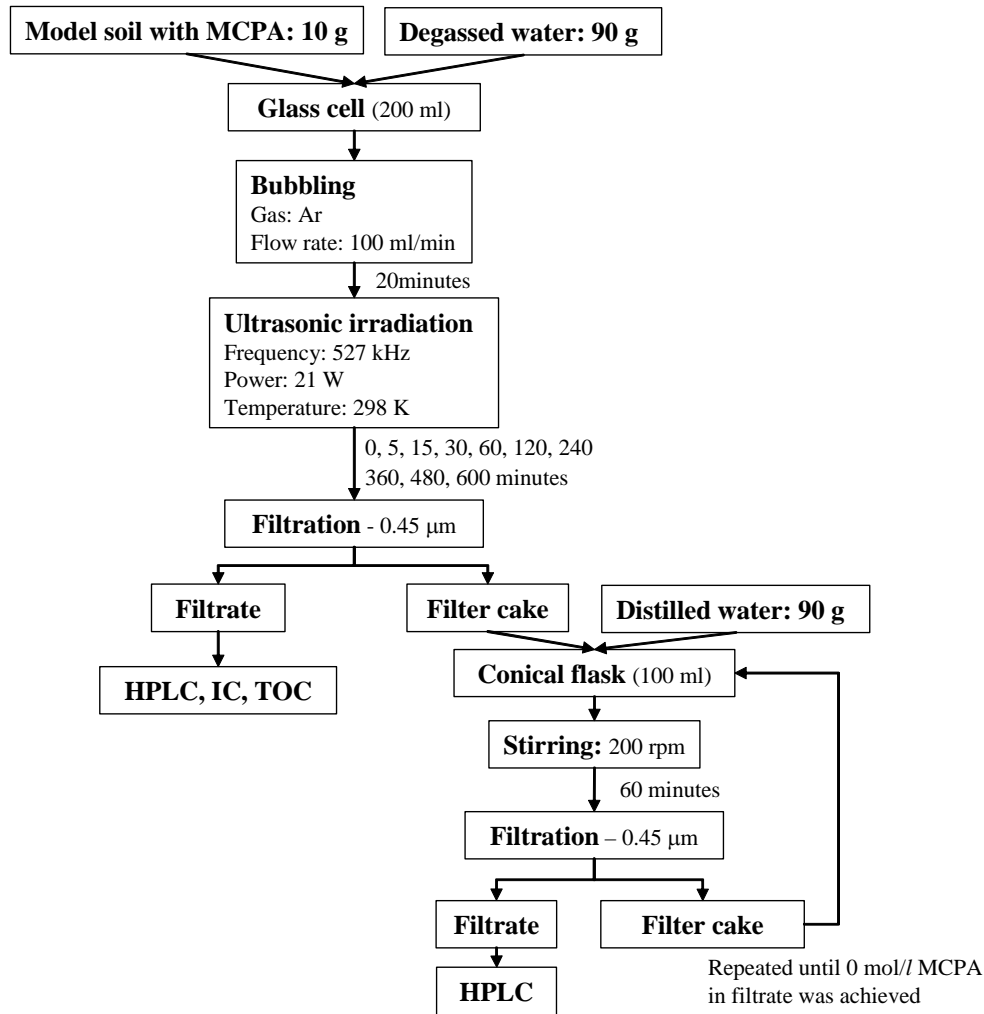 Model soil with MCPA: 10 g
Degassed water: 90 g
Glass cell (200 ml)
Bubbling
Gas: Ar
Flow rate: 100 ml/min
20minutes
Ultrasonic irradiation
Frequency: 527 kHz
Power: 21 W
Temperature: 298 K
0, 5, 15, 30, 60, 120, 240
360, 480, 600 minutes
Filtration - 0.45 μm
Filtrate
Filter cake
Distilled water: 90 g
HPLC, IC, TOC
Conical flask (100 ml)
Stirring: 200 rpm
60 minutes
Filtration – 0.45 μm
Filtrate
Filter cake
HPLC
Repeated until 0 mol/l MCPA
in filtrate was achieved